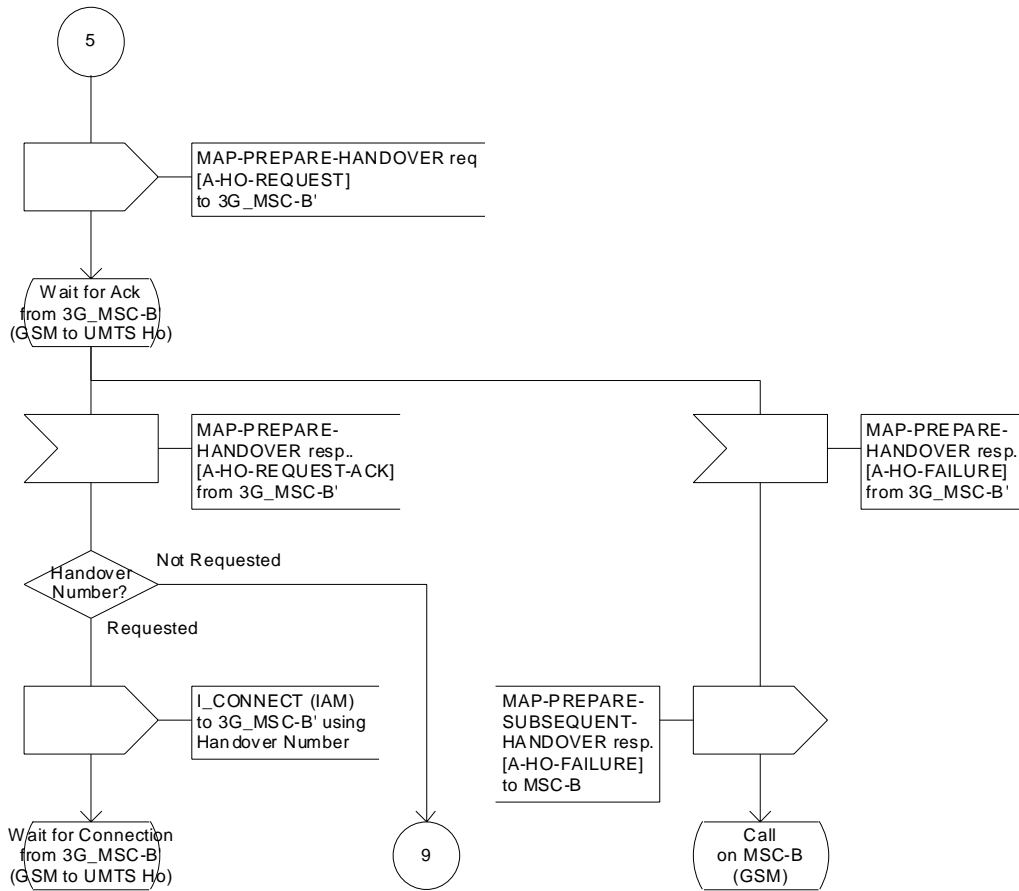 5
MAP-PREPARE-HANDOVER req
[A-HO-REQUEST]
to 3G_MSC-B'
Wait for Ack
from 3G_MSC-B'
(GSM to UMTS Ho)
MAP-PREPARE-
HANDOVER resp..
[A-HO-REQUEST-ACK]
from 3G_MSC-B'
MAP-PREPARE-
HANDOVER resp.
[A-HO-FAILURE]
from 3G_MSC-B'
Handover
Number?
Not Requested
Requested
I_CONNECT (IAM)
to 3G_MSC-B' using
Handover Number
MAP-PREPARE-
SUBSEQUENT-
HANDOVER resp.
[A-HO-FAILURE]
to MSC-B
Wait for Connection
from 3G_MSC-B'
(GSM to UMTS Ho)
9
Call
on MSC-B
(GSM)